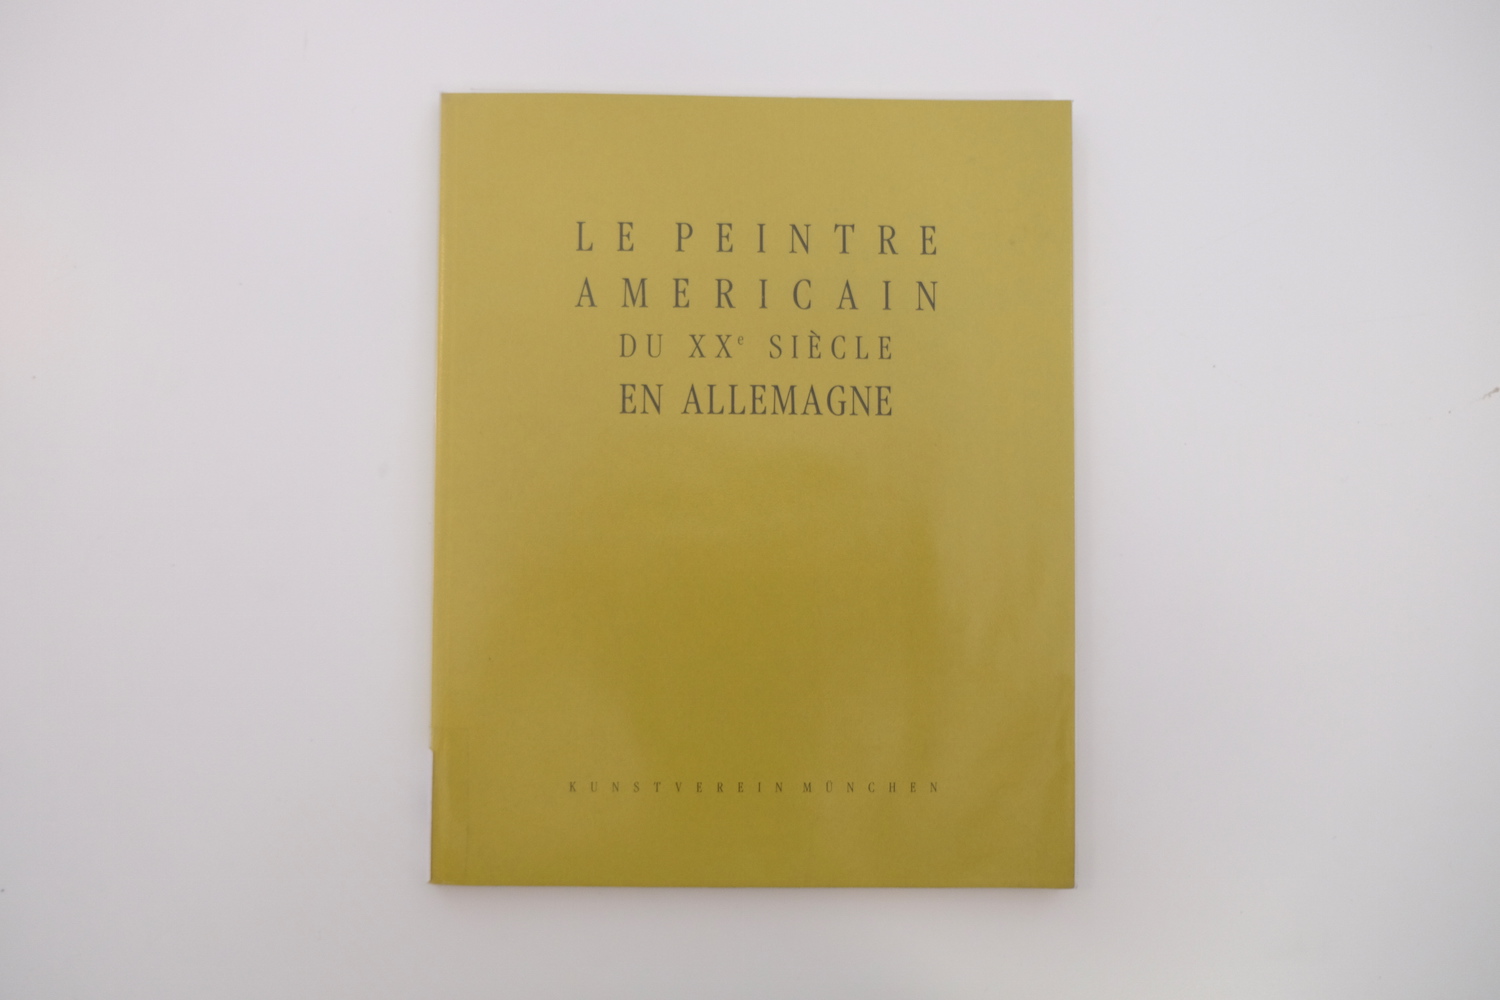 LE PEINTRE
AMERICAIN
DU XXe SIÈCLE
EN ALLEMAGNE
KUNSTVEREIN MÜNCHEN